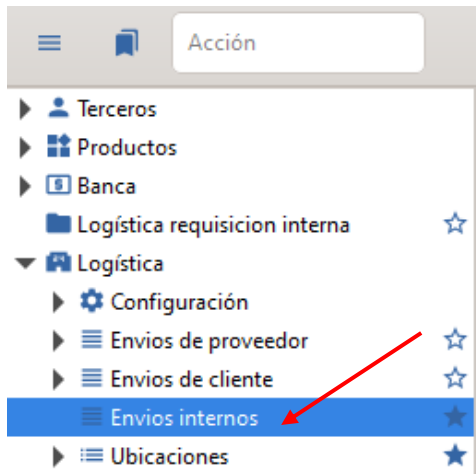 Acción
Terceros
Productos
Banca
Logística requisicion interna
Logística
Configuración
Envios de proveedor
Envios de cliente
Envios internos
Ubicaciones